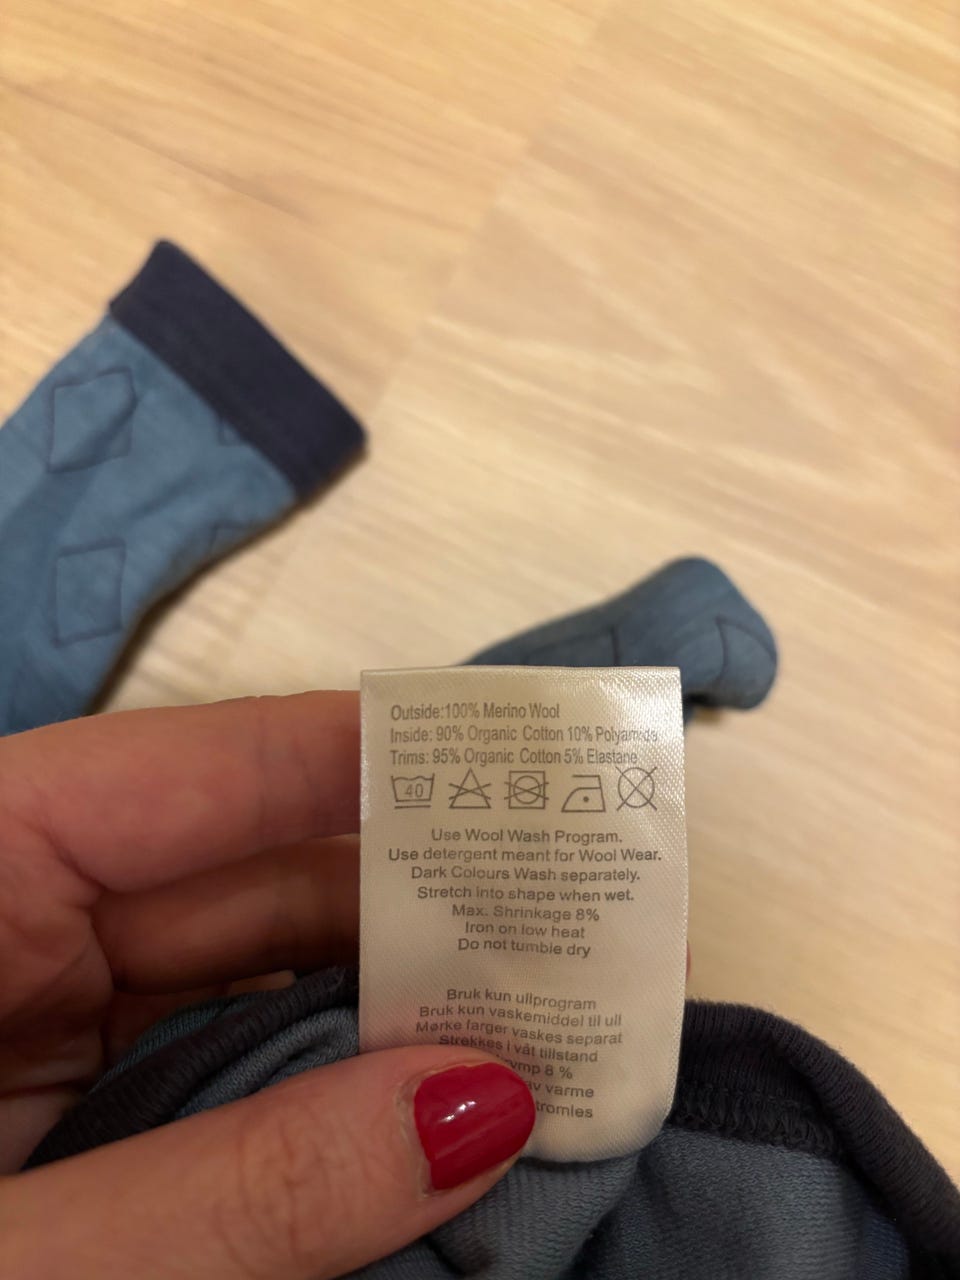 Outside:100% Merino Wool
Inside: 90% Organic Cotton 10% Polyamide
Trims: 95% Organic Cotton 5% Elastane
40
Use Wool Wash Program.
Use detergent meant for Wool Wear.
Dark Colours Wash separately.
Stretch into shape when wet.
Max. Shrinkage 8%
Iron on low heat
Do not tumble dry
Bruk kun ullprogram
Bruk kun vaskemiddel til ull
Mørke farger vaskes separat
Strekkes i våt tillstand
8 %
varme